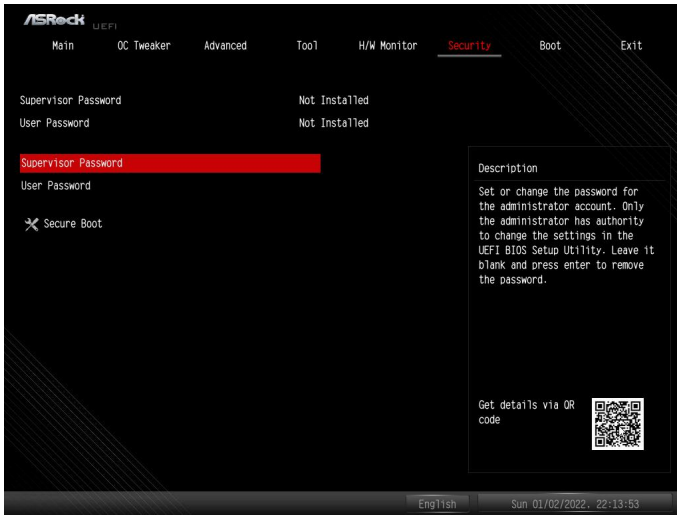 ASRock UEFI
Main OC Tweaker Advanced Tool H/W Monitor Security Boot Exit
Supervisor Password Not Installed
User Password Not Installed
Supervisor Password
User Password
Secure Boot
Description
Set or change the password for
the administrator account. Only
the administrator has authority
to change the settings in the
UEFI BIOS Setup Utility. Leave it
blank and press enter to remove
the password.
Get details via QR
code
English Sun 01/02/2022. 22:13:53